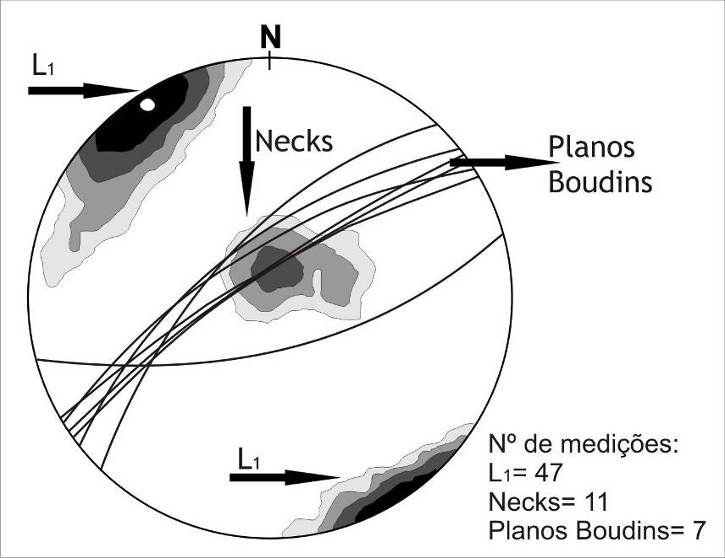 N
L1
Necks
Planos
Boudins
L1
Nº de medições:
L1= 47
Necks= 11
Planos Boudins= 7